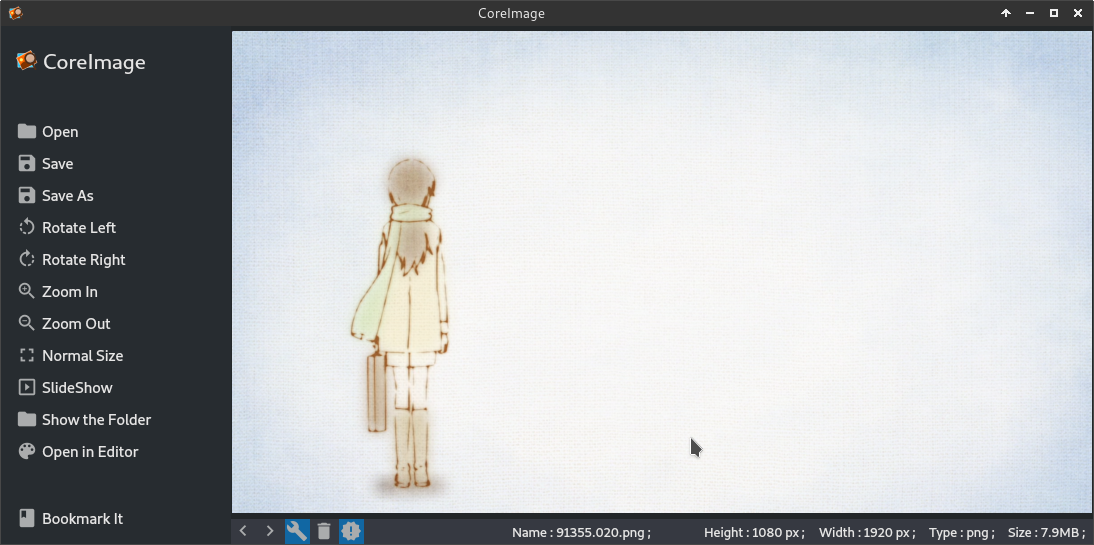 CoreImage
CoreImage
Open
Save
Save As
Rotate Left
Rotate Right
Zoom In
Zoom Out
Normal Size
SlideShow
Show the Folder
Open in Editor
Bookmark It
Name : 91355.020.png ; Height : 1080 px ; Width : 1920 px ; Type : png ; Size : 7.9MB ;